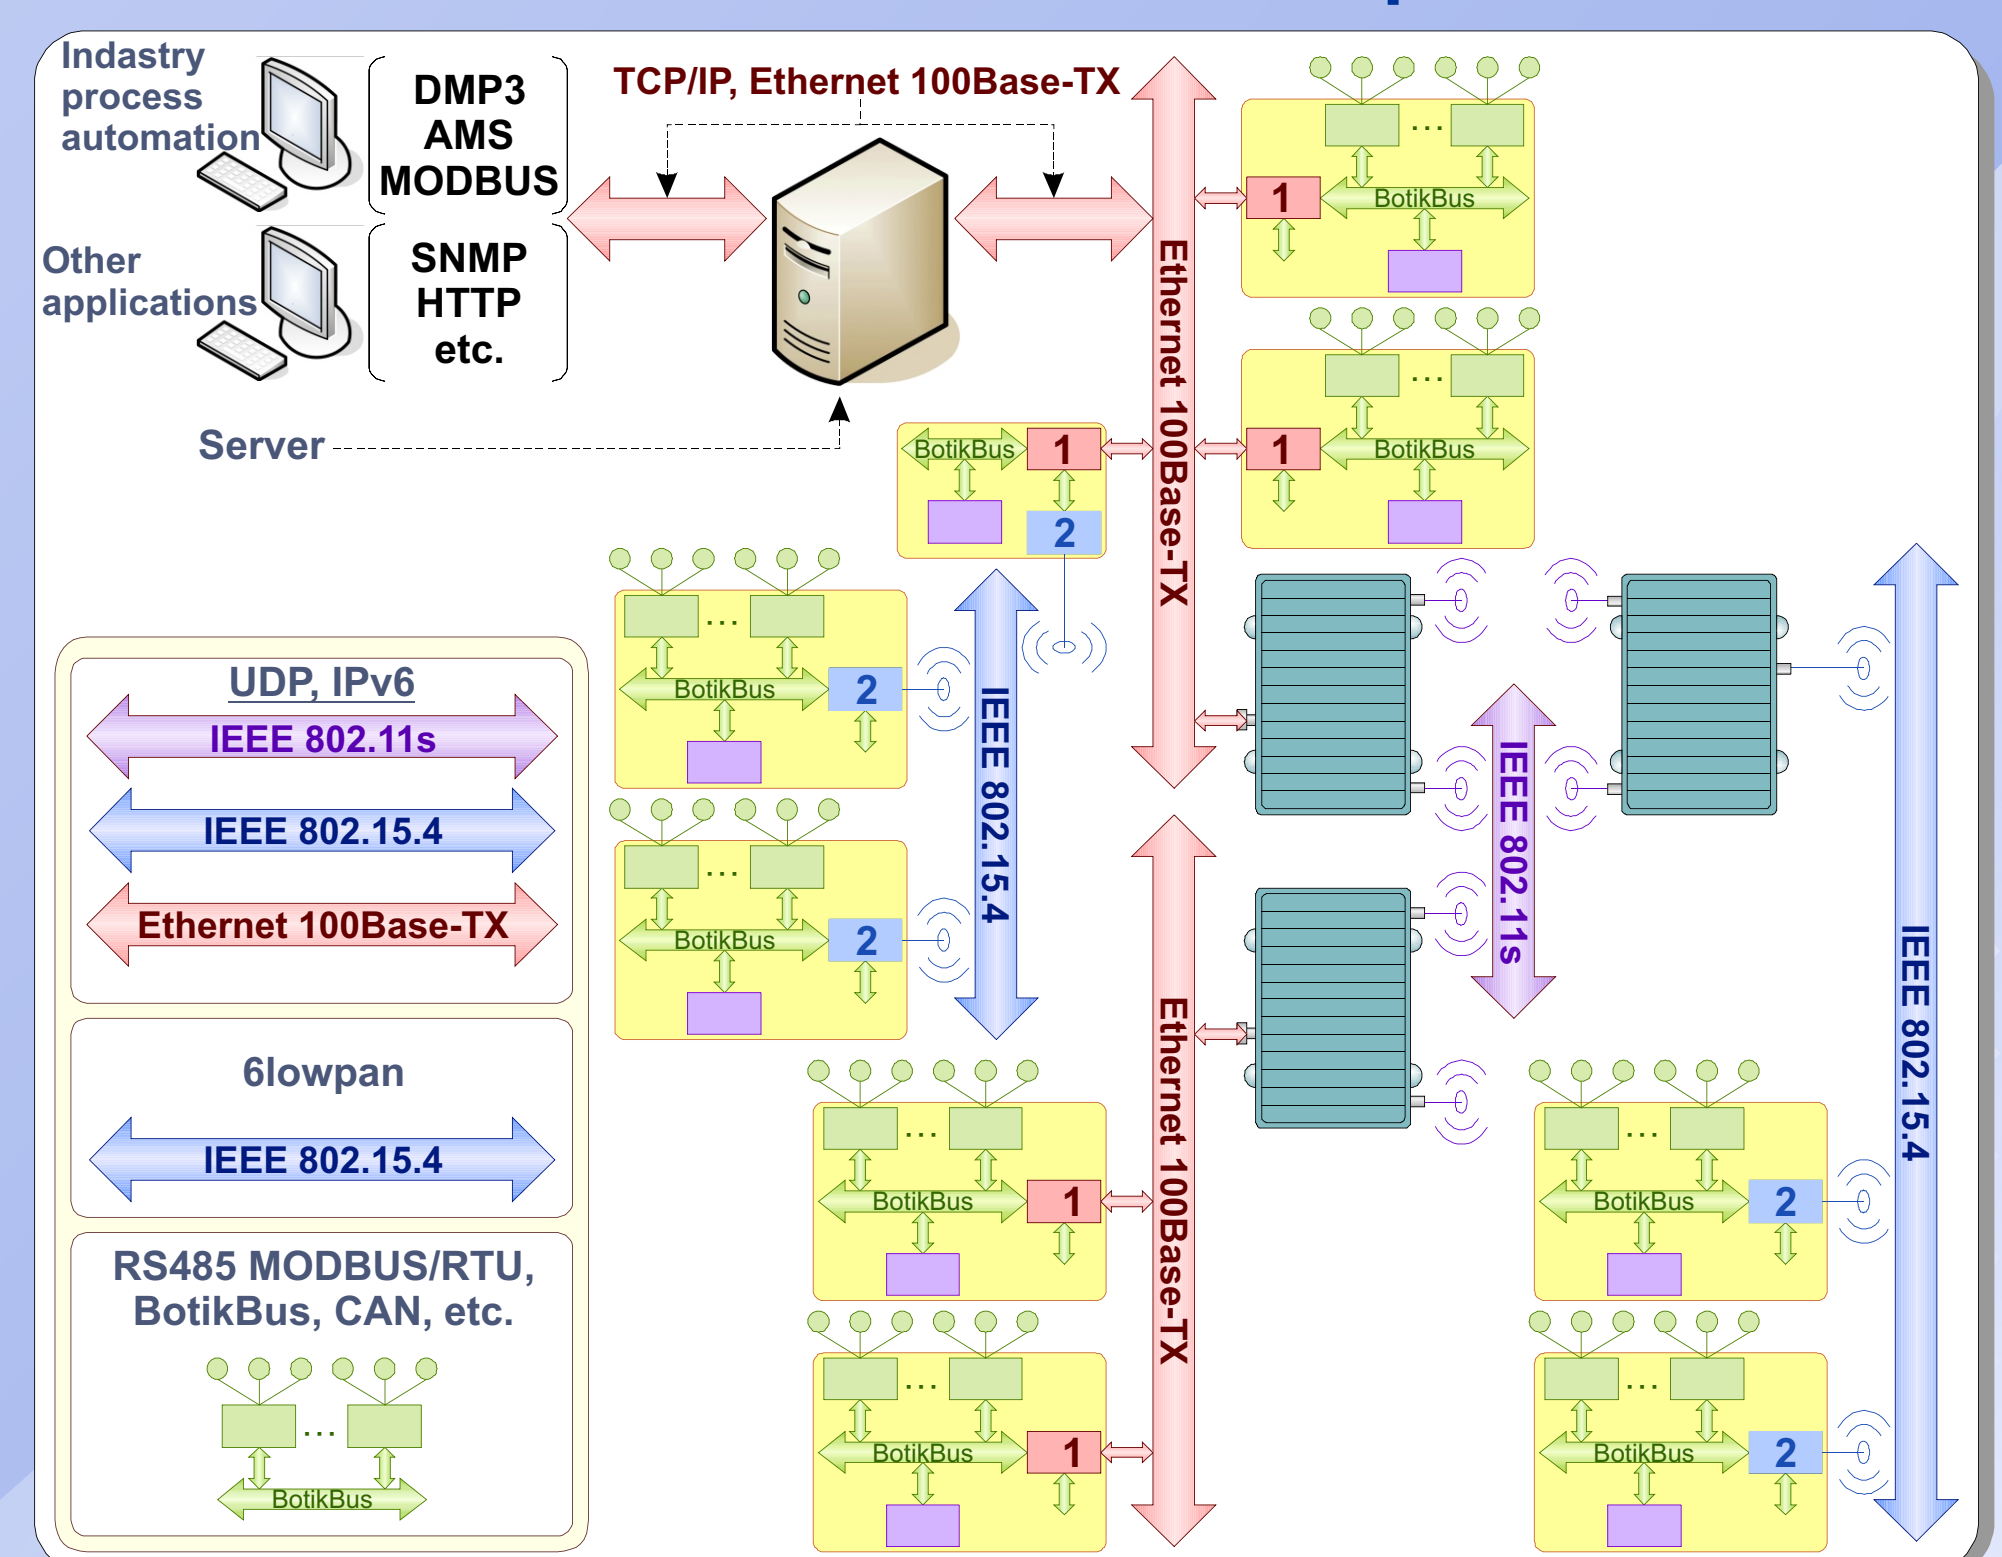 Indastry
process
automation
DMP3
AMS
MODBUS
TCP/IP, Ethernet 100Base-TX
Other
applications
SNMP
HTTP
etc.
Server
Ethernet 100Base-TX
1
...
BotikBus
1
...
BotikBus
BotikBus
1
2
...
BotikBus
2
...
BotikBus
2
IEEE 802.15.4
IEEE 802.11s
IEEE 802.15.4
Ethernet 100Base-TX
...
BotikBus
1
...
BotikBus
1
...
BotikBus
2
...
BotikBus
2
UDP, IPv6
IEEE 802.11s
IEEE 802.15.4
Ethernet 100Base-TX
6lowpan
IEEE 802.15.4
RS485 MODBUS/RTU,
BotikBus, CAN, etc.
...
BotikBus